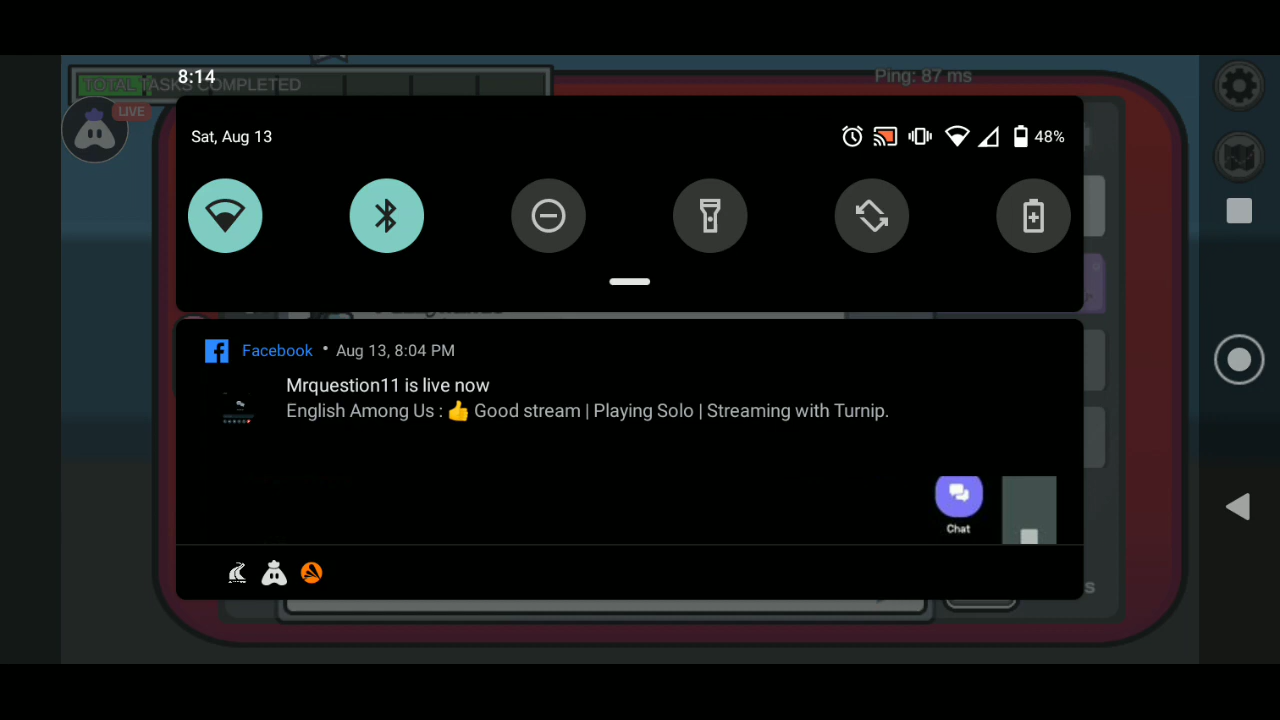 8:14
TOTAL TASKS COMPLETED
Ping: 87 ms
LIVE
Sat, Aug 13
48%
Facebook • Aug 13, 8:04 PM
Mrquestion11 is live now
English Among Us : 👍 Good stream | Playing Solo | Streaming with Turnip.
Chat